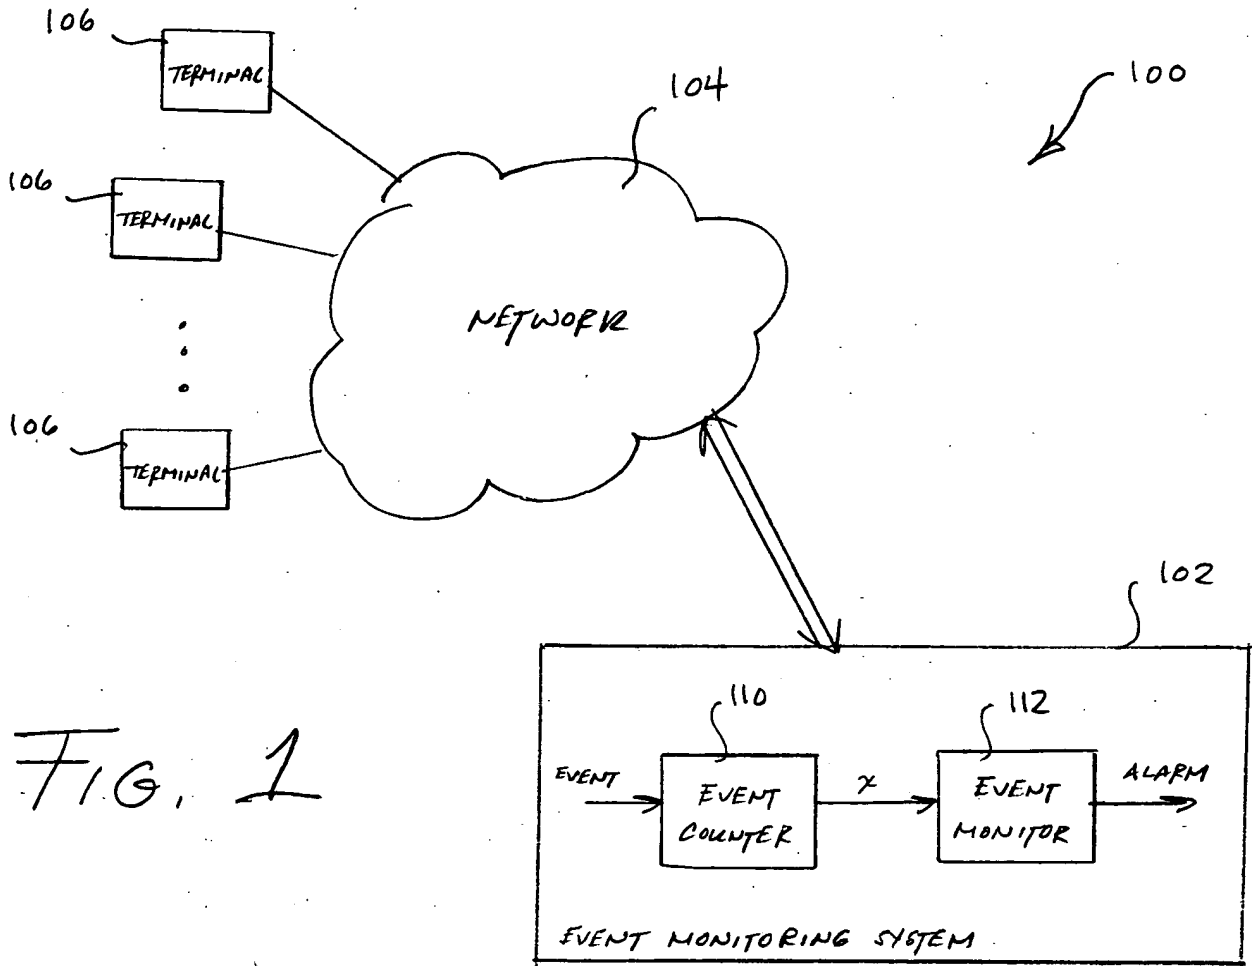 106
TERMINAL
104
100
106
TERMINAL
NETWORK
106
TERMINAL
102
110
112
EVENT
EVENT
COUNTER
x
EVENT
MONITOR
ALARM
EVENT MONITORING SYSTEM
FIG. 1